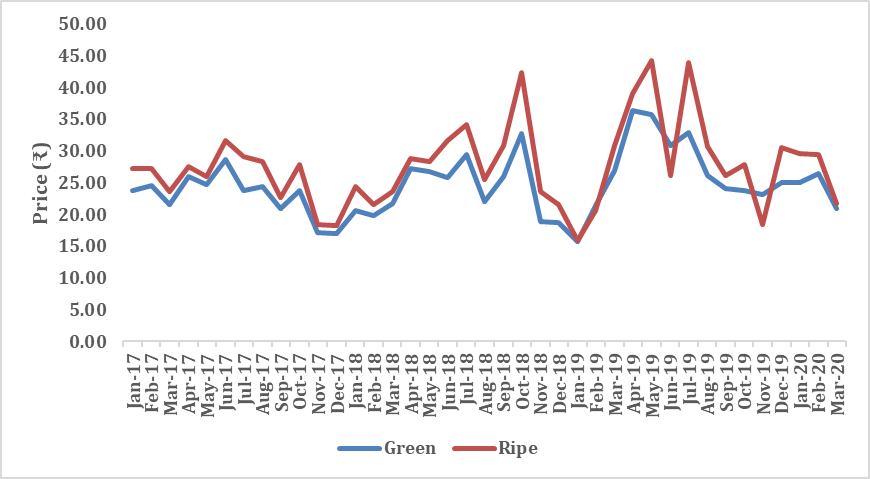 50.00
45.00
40.00
35.00
30.00
25.00
20.00
15.00
10.00
5.00
0.00
Price (₹)
Jan-17
Feb-17
Mar-17
Apr-17
May-17
Jun-17
Jul-17
Aug-17
Sep-17
Oct-17
Nov-17
Dec-17
Jan-18
Feb-18
Mar-18
Apr-18
May-18
Jun-18
Jul-18
Aug-18
Sep-18
Oct-18
Nov-18
Dec-18
Jan-19
Feb-19
Mar-19
Apr-19
May-19
Jun-19
Jul-19
Aug-19
Sep-19
Oct-19
Nov-19
Dec-19
Jan-20
Feb-20
Mar-20
Green Ripe